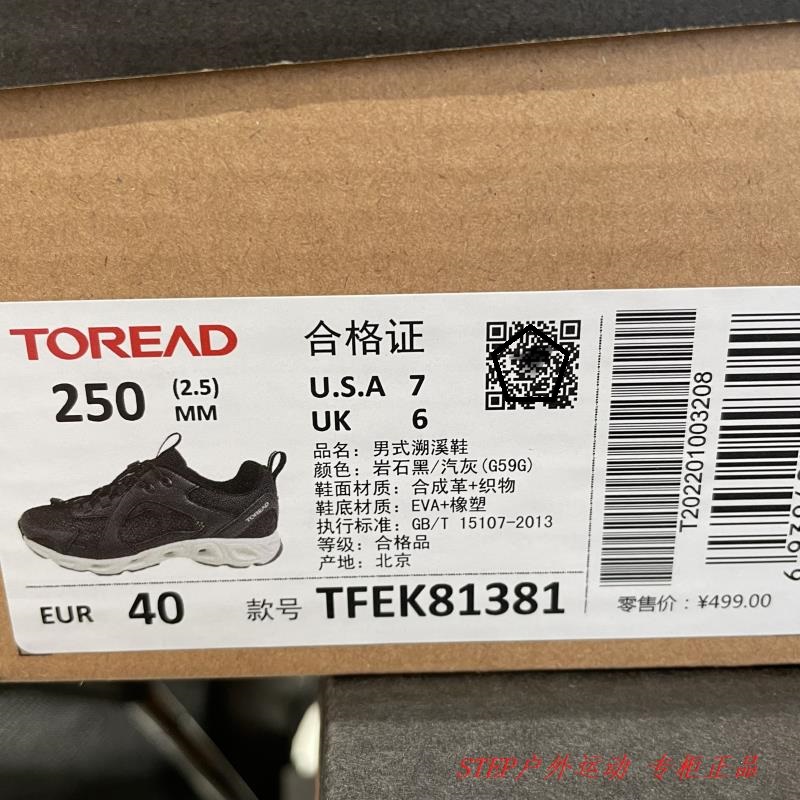 TOREAD
合格证
250 (2.5) MM
U.S.A 7
UK 6
品名：男式溯溪鞋
颜色：岩石黑/汽灰(G59G)
鞋面材质：合成革+织物
鞋底材质：EVA+橡塑
执行标准：GB/T 15107-2013
等级：合格品
产地：北京
TOREAD
EUR 40
款号 TFEK81381
T202201003208
零售价：¥499.00
STEP户外运动 专柜正品